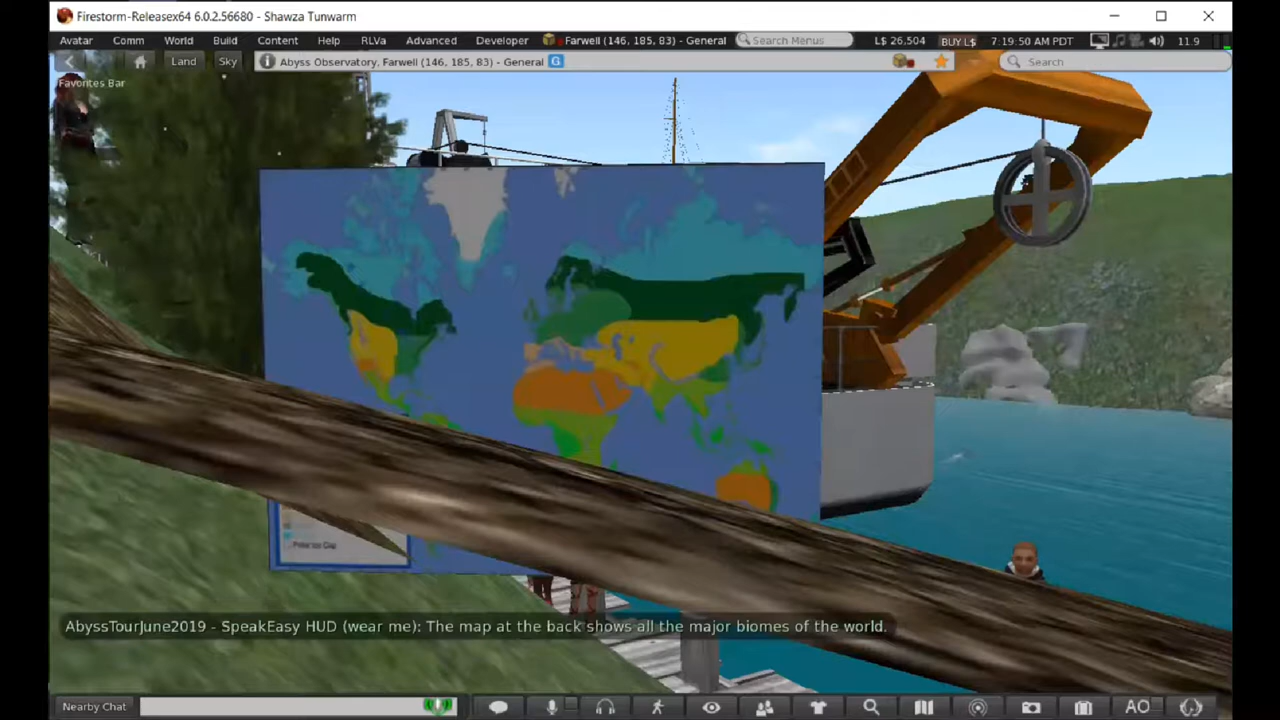 Firestorm-Releasex64 6.0.2.56680 - Shawza Tunwarm
Avatar Comm World Build Content Help RLVa Advanced Developer Farwell (146, 185, 83) - General Search Menus L$ 26,504 BUY L$ 7:19:50 AM PDT 11.9
Land Sky Abyss Observatory, Farwell (146, 185, 83) - General G Search
Favorites Bar
AbyssTourJune2019 - SpeakEasy HUD (wear me): The map at the back shows all the major biomes of the world.
Nearby Chat AO